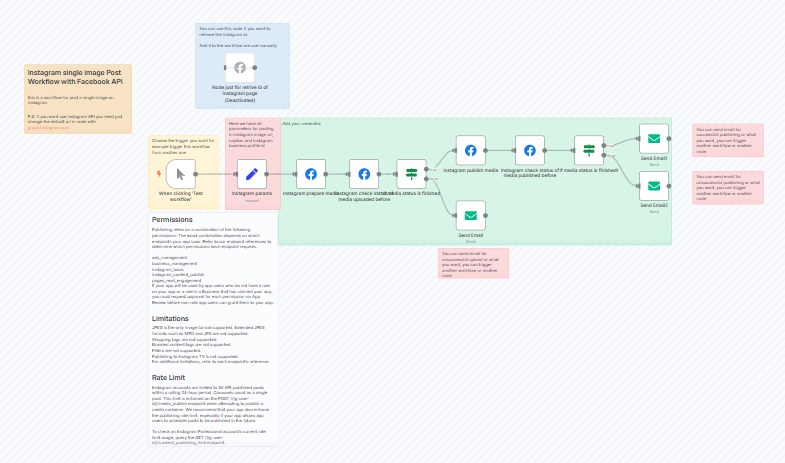 Instagram single image Post
Workflow with Facebook API
this is a workflow for post a single image on
instagram
P.S. if you want use instagram API you need just
change the default url in node with
graph.instagram.com
You can use this node if you want to
retrieve the instagram id.
Add it to the workflow ore use manually
Node just for retrive id of
instagram page
(Deactivated)
Choose the trigger you want for
example trigger this workflow
from another one
When clicking 'Test
workflow'
Here we have all
parameters for posting,
in instagram image url,
caption and instagram
business profile id
Instagram params
manual
Add your credential
Instagram prepare media
Instagram check status of
media uploaded before
if media status is finished
Instagram publish media
Instagram check status of
media published before
if media status is finished
Send Email1
Send
Send Email2
Send
Send Email
Send
You can send email for
successful publishing or what
you want, you can trigger
another workflow or another
node
You can send email for
unsuccessful publishing or
what you want, you can trigger
another workflow or another
node
You can send email for
unsuccessful upload or what
you want, you can trigger
another workflow or another
node
Permissions
Publishing relies on a combination of the following
permissions. The exact combination depends on which
endpoints your app uses. Refer to our endpoint references to
determine which permissions each endpoint requires.
ads_management
business_management
instagram_basic
instagram_content_publish
pages_read_engagement
If your app will be used by app users who do not have a role
on your app or a role in a Business that has claimed your app,
you must request approval for each permission via App
Review before non-role app users can grant them to your app.
Limitations
JPEG is the only image format supported. Extended JPEG
formats such as MPO and JPS are not supported.
Shopping tags are not supported.
Branded content tags are not supported.
Filters are not supported.
Publishing to Instagram TV is not supported.
For additional limitations, refer to each endpoint's reference.
Rate Limit
Instagram accounts are limited to 50 API-published posts
within a rolling 24-hour period. Carousels count as a single
post. This limit is enforced on the POST /{ig-user-
id}/media_publish endpoint when attempting to publish a
media container. We recommend that your app also enforce
the publishing rate limit, especially if your app allows app
users to schedule posts to be published in the future.
To check an Instagram Professional account's current rate
limit usage, query the GET /{ig-user-
id}/content_publishing_limit endpoint.